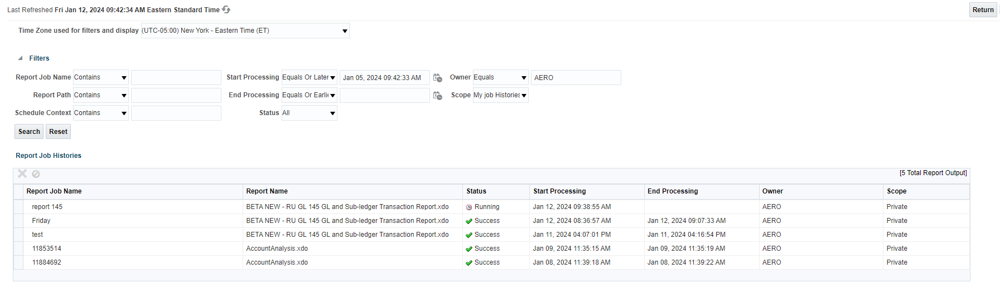 Last Refreshed Fri Jan 12, 2024 09:42:34 AM Eastern Standard Time
Return
Time Zone used for filters and display (UTC-05:00) New York - Eastern Time (ET)
Filters
Report Job Name Contains Start Processing Equals Or Later Jan 05, 2024 09:42:33 AM Owner Equals AERO
Report Path Contains End Processing Equals Or Earli Scope My job Histories
Schedule Context Contains Status All
Search Reset
Report Job Histories
[5 Total Report Output]
Report Job Name Report Name Status Start Processing End Processing Owner Scope
report 145 BETA NEW - RU GL 145 GL and Sub-ledger Transaction Report.xdo Running Jan 12, 2024 09:38:55 AM AERO Private
Friday BETA NEW - RU GL 145 GL and Sub-ledger Transaction Report.xdo Success Jan 12, 2024 08:36:57 AM Jan 12, 2024 09:07:33 AM AERO Private
test BETA NEW - RU GL 145 GL and Sub-ledger Transaction Report.xdo Success Jan 11, 2024 04:07:01 PM Jan 11, 2024 04:16:54 PM AERO Private
11853514 AccountAnalysis.xdo Success Jan 09, 2024 11:35:15 AM Jan 09, 2024 11:35:19 AM AERO Private
11884692 AccountAnalysis.xdo Success Jan 08, 2024 11:39:18 AM Jan 08, 2024 11:39:22 AM AERO Private